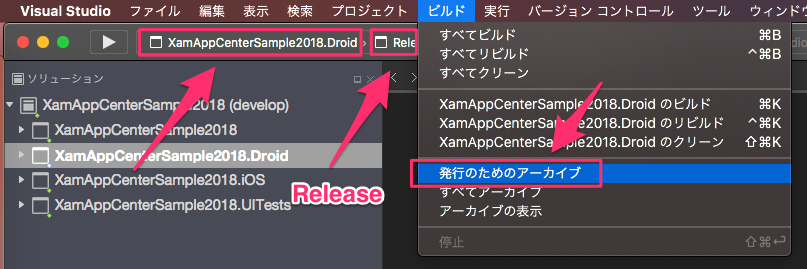 Visual Studio ファイル 編集 表示 検索 プロジェクト ビルド 実行 バージョン コントロール ツール ウィンドウ
XamAppCenterSample2018.Droid › Rele
すべてビルド ⌘B
すべてリビルド ^⌘B
すべてクリーン
XamAppCenterSample2018.Droid のビルド ⌘K
XamAppCenterSample2018.Droid のリビルド ^⌘K
XamAppCenterSample2018.Droid のクリーン ⇧⌘K
発行のためのアーカイブ
すべてアーカイブ
アーカイブの表示
停止 ⇧⌘↩
ソリューション
XamAppCenterSample2018 (develop)
XamAppCenterSample2018
XamAppCenterSample2018.Droid
XamAppCenterSample2018.iOS
XamAppCenterSample2018.UITests
Release